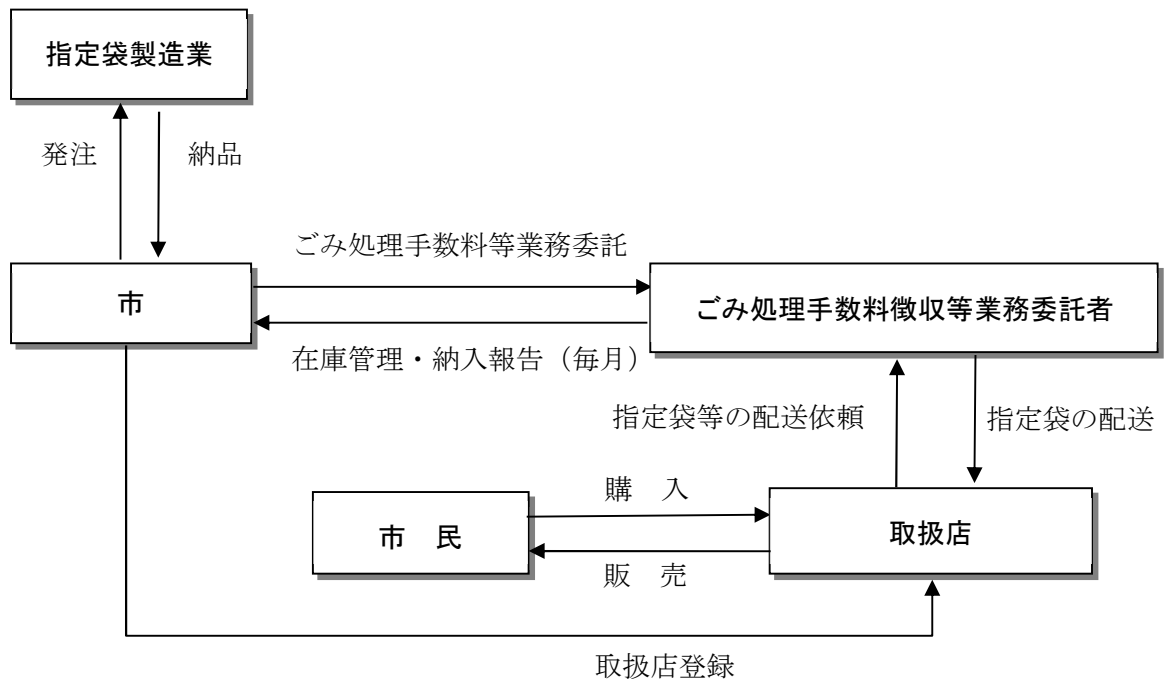 指定袋製造業
発注
納品
ごみ処理手数料等業務委託
市
ごみ処理手数料徴収等業務委託者
在庫管理・納入報告（毎月）
指定袋等の配送依頼
指定袋の配送
購　入
市　民
取扱店
販　売
取扱店登録